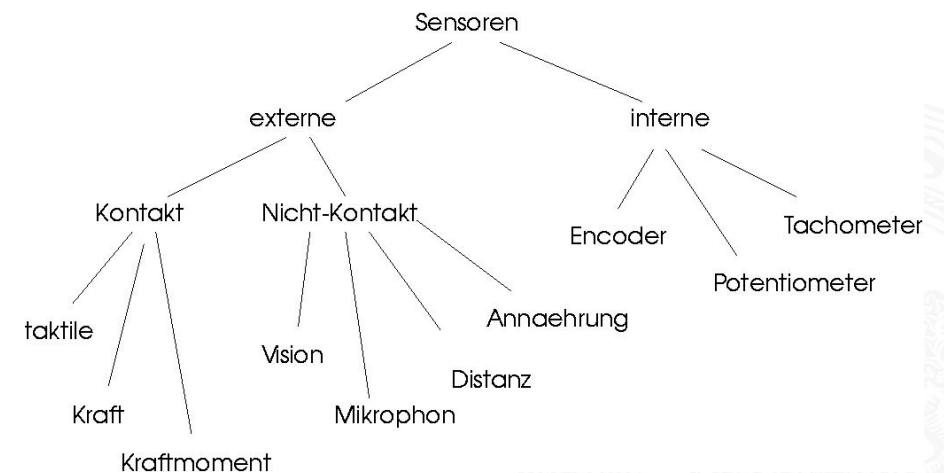 Sensoren
externe
interne
Kontakt
Nicht-Kontakt
Encoder
Tachometer
Potentiometer
taktile
Kraft
Kraftmoment
Vision
Mikrophon
Distanz
Annaehrung